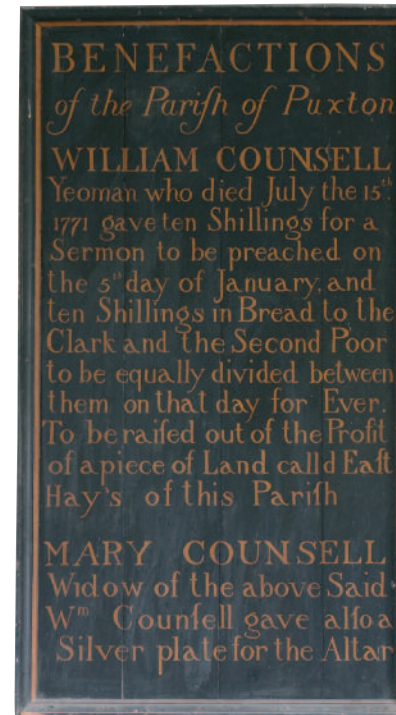 BENEFACTIONS
of the Pariſh of Puxton
WILLIAM COUNSELL
Yeoman who died July the 15th.
1771 gave ten Shillings for a
Sermon to be preached on
the 5th day of January, and
ten Shillings in Bread to the
Clark and the Second Poor
to be equally divided between
them on that day for Ever.
To be raiſed out of the Profit
of a piece of Land calld Eaſt
Hay's of this Pariſh
MARY COUNSELL
Widow of the above Said
Wm Counſell gave alſo a
Silver plate for the Altar